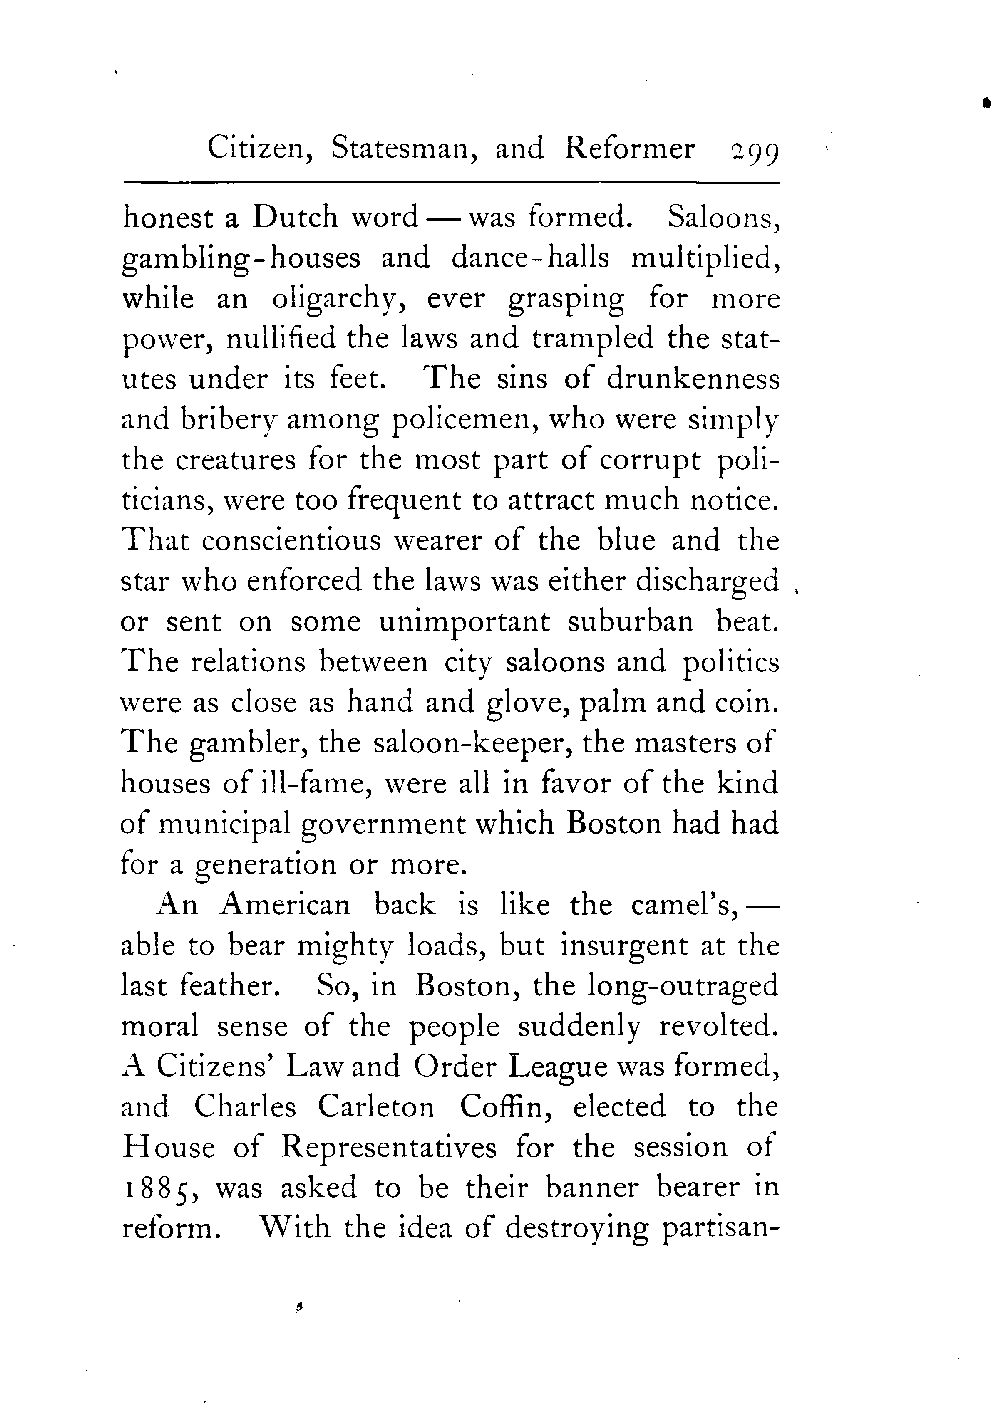 Citizen, Statesman, and Reformer 299
honest a Dutch word — was formed. Saloons,
gambling-houses and dance-halls multiplied,
while an oligarchy, ever grasping for more
power, nullified the laws and trampled the stat-
utes under its feet. The sins of drunkenness
and bribery among policemen, who were simply
the creatures for the most part of corrupt poli-
ticians, were too frequent to attract much notice.
That conscientious wearer of the blue and the
star who enforced the laws was either discharged
or sent on some unimportant suburban beat.
The relations between city saloons and politics
were as close as hand and glove, palm and coin.
The gambler, the saloon-keeper, the masters of
houses of ill-fame, were all in favor of the kind
of municipal government which Boston had had
for a generation or more.
An American back is like the camel's, —
able to bear mighty loads, but insurgent at the
last feather. So, in Boston, the long-outraged
moral sense of the people suddenly revolted.
A Citizens' Law and Order League was formed,
and Charles Carleton Coffin, elected to the
House of Representatives for the session of
1885, was asked to be their banner bearer in
reform. With the idea of destroying partisan-